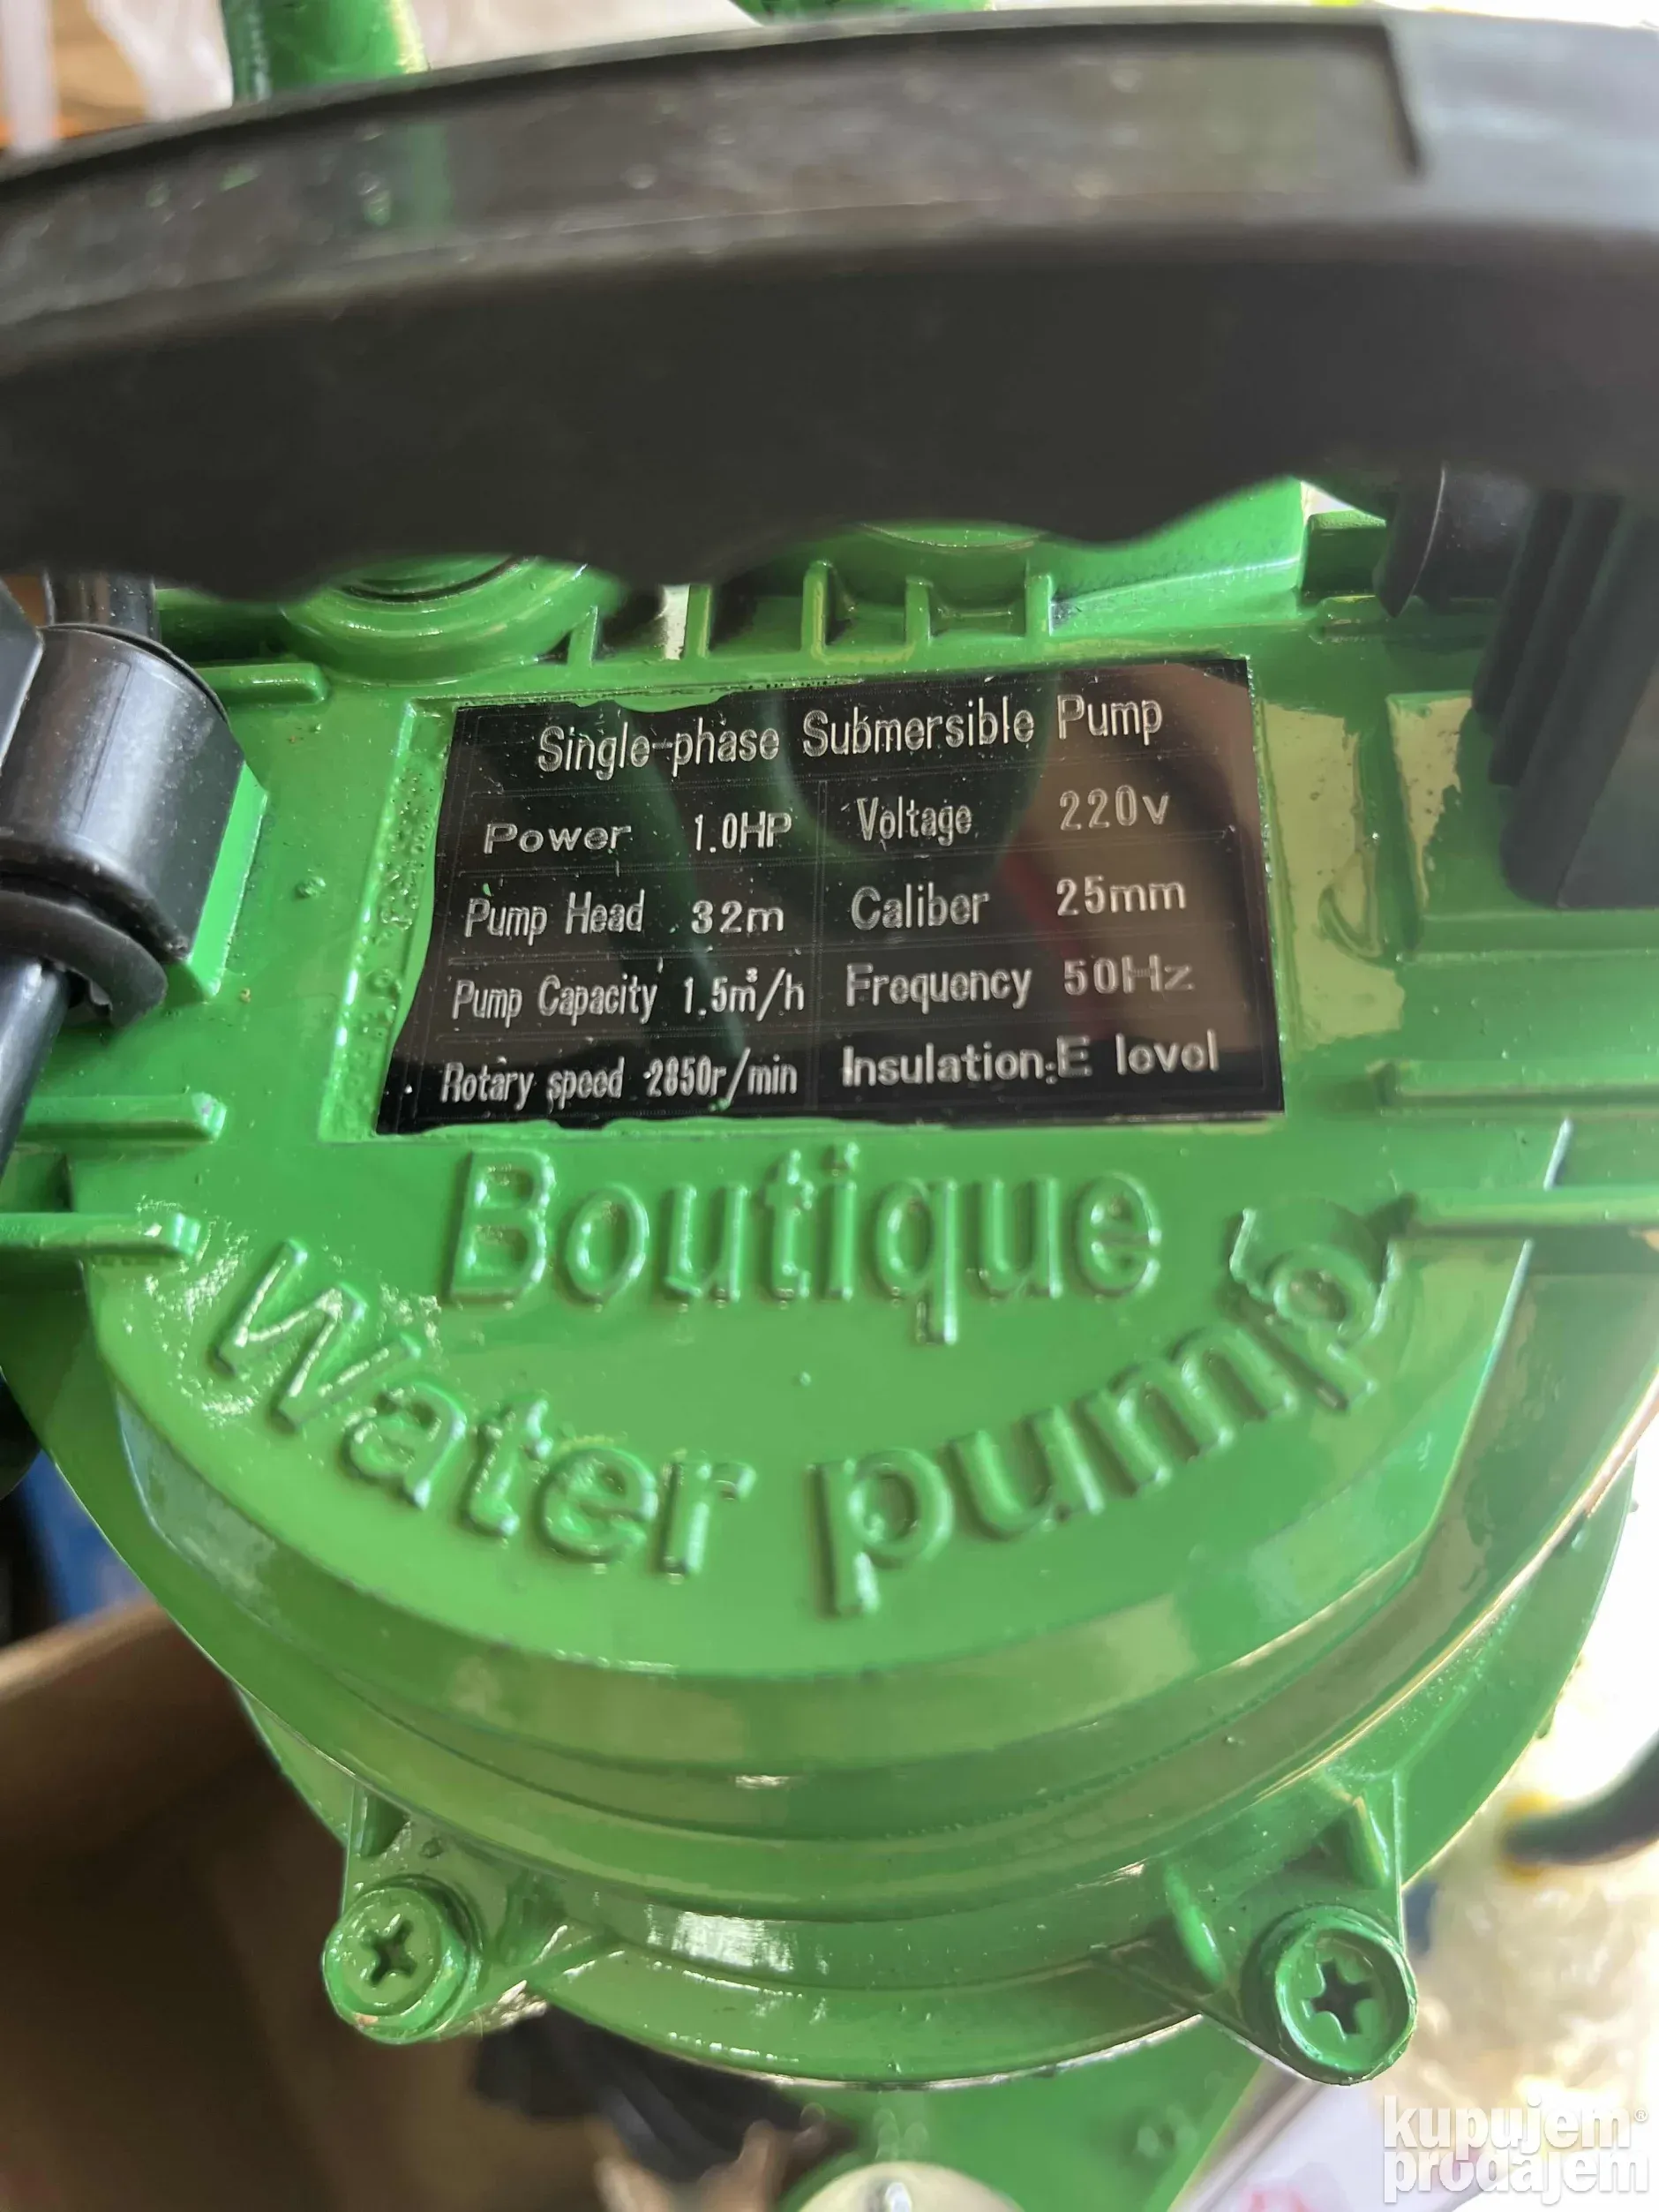 Single-phase Submersible Pump
Power 1.0HP Voltage 220v
Pump Head 32m Caliber 25mm
Pump Capacity 1.5m³/h Frequency 50Hz
Rotary speed 2850r/min Insulation:E level
Boutique
Water pump
kupujem®
prodajem